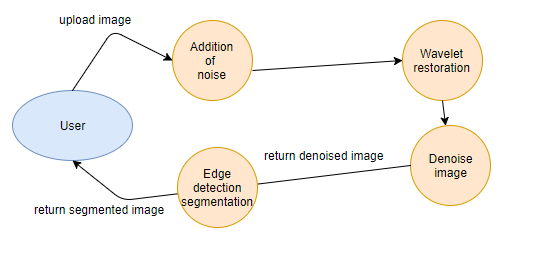 upload image
Addition
of
noise
Wavelet
restoration
User
Denoise
image
return denoised image
Edge
detection
segmentation
return segmented image